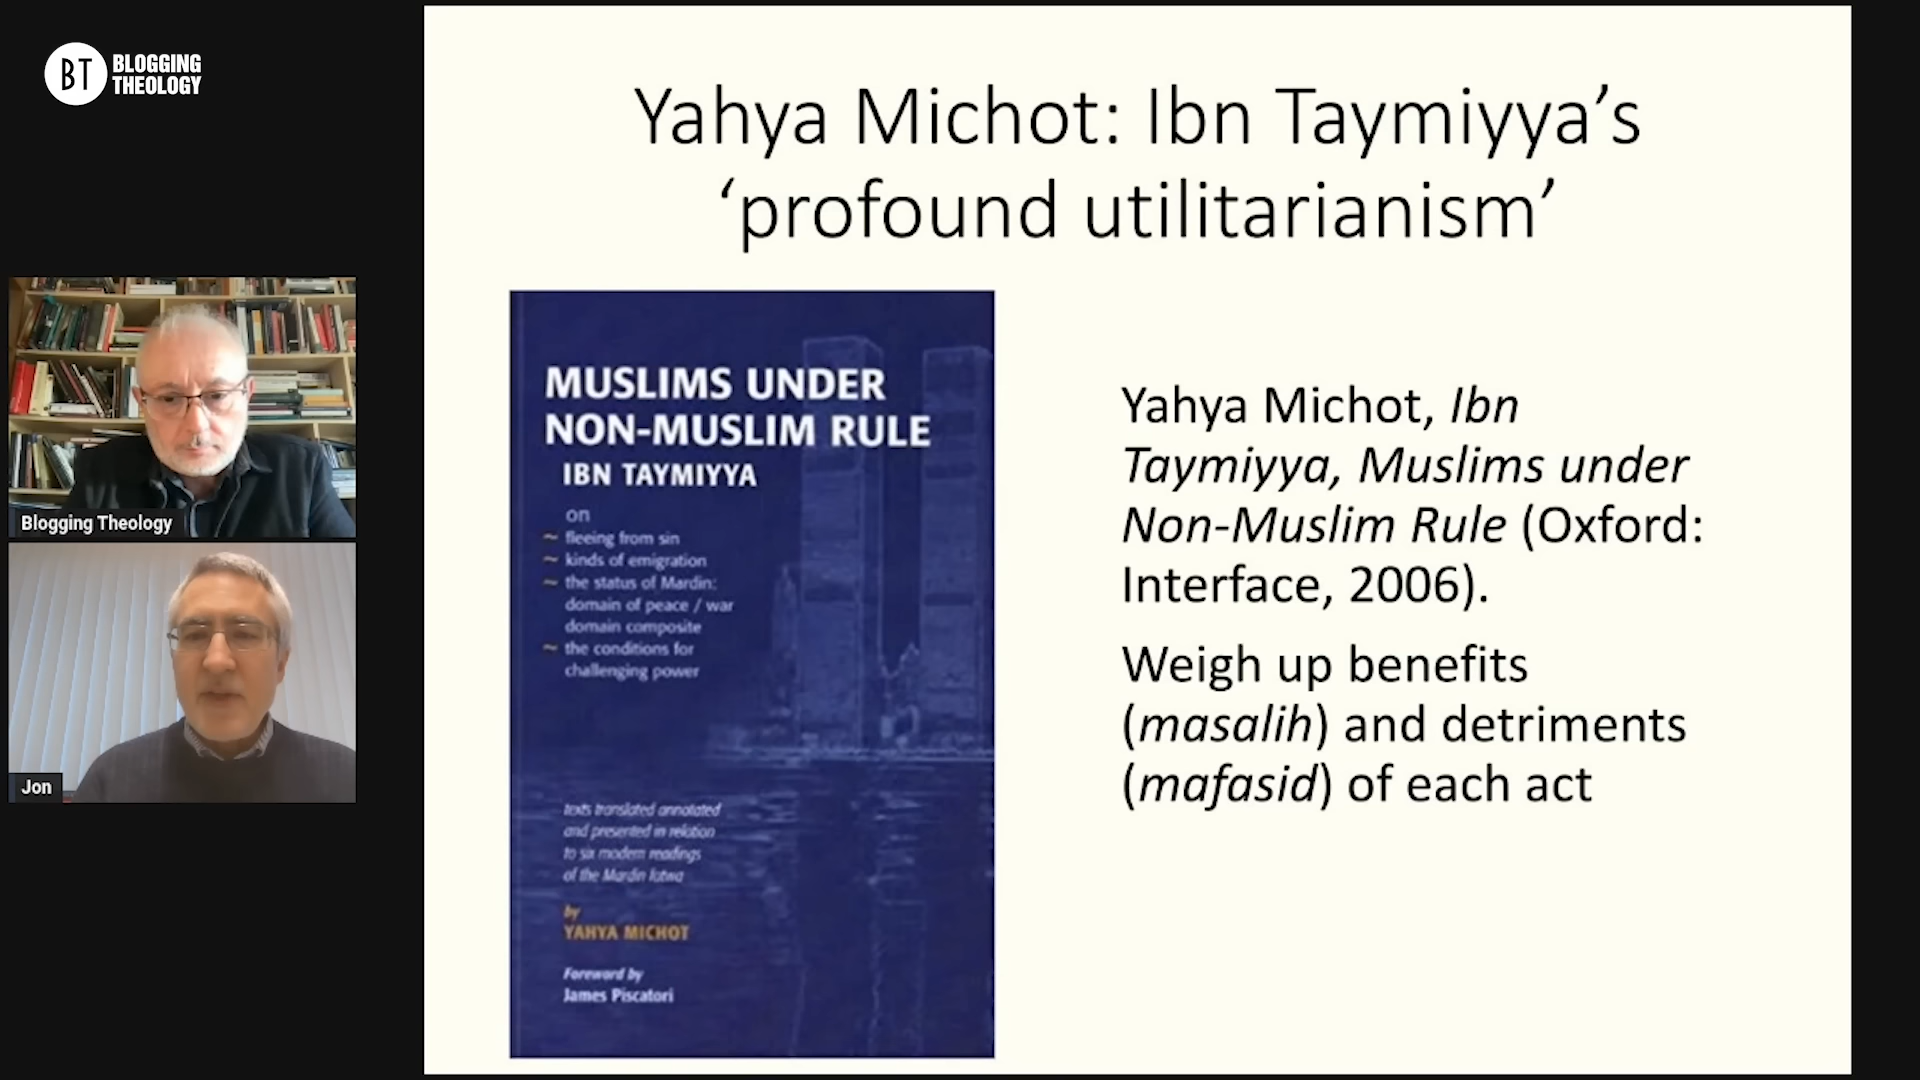 BT BLOGGING
THEOLOGY
Yahya Michot: Ibn Taymiyya’s
‘profound utilitarianism’
MUSLIMS UNDER
NON-MUSLIM RULE
IBN TAYMIYYA
on
~ fleeing from sin
~ kinds of emigration
~ the status of Mardin:
domain of peace / war
domain composite
~ the conditions for
challenging power
texts translated annotated
and presented in relation
to six modern readings
of the Mardin fatwa
by
YAHYA MICHOT
Foreword by
James Piscatori
Yahya Michot, Ibn
Taymiyya, Muslims under
Non-Muslim Rule (Oxford:
Interface, 2006).
Weigh up benefits
(masalih) and detriments
(mafasid) of each act
Blogging Theology
Jon